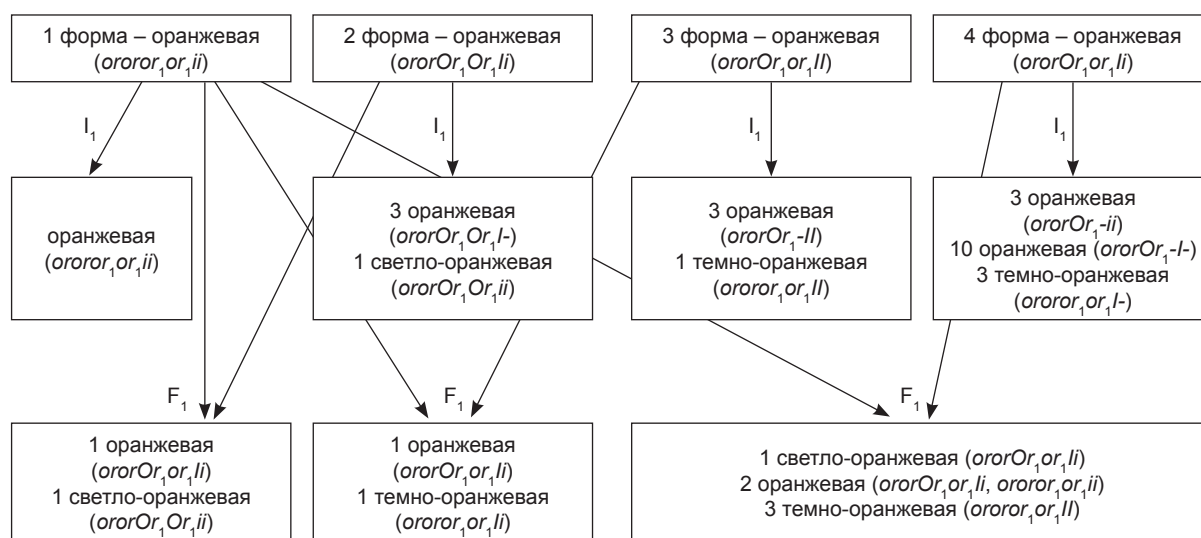 1 форма – оранжевая
(ororor₁or₁ii)
2 форма – оранжевая
(ororOr₁Or₁Ii)
3 форма – оранжевая
(ororOr₁or₁II)
4 форма – оранжевая
(ororOr₁or₁Ii)
I₁
I₁
I₁
I₁
оранжевая
(ororor₁or₁ii)
3 оранжевая
(ororOr₁Or₁I-)
1 светло-оранжевая
(ororOr₁Or₁ii)
3 оранжевая
(ororOr₁-II)
1 темно-оранжевая
(ororor₁or₁II)
3 оранжевая
(ororOr₁-ii)
10 оранжевая (ororOr₁-I-)
3 темно-оранжевая
(ororor₁or₁I-)
F₁
F₁
F₁
1 оранжевая
(ororOr₁or₁Ii)
1 светло-оранжевая
(ororOr₁Or₁ii)
1 оранжевая
(ororOr₁or₁Ii)
1 темно-оранжевая
(ororor₁or₁Ii)
1 светло-оранжевая (ororOr₁or₁Ii)
2 оранжевая (ororOr₁or₁Ii, ororor₁or₁ii)
3 темно-оранжевая (ororor₁or₁II)